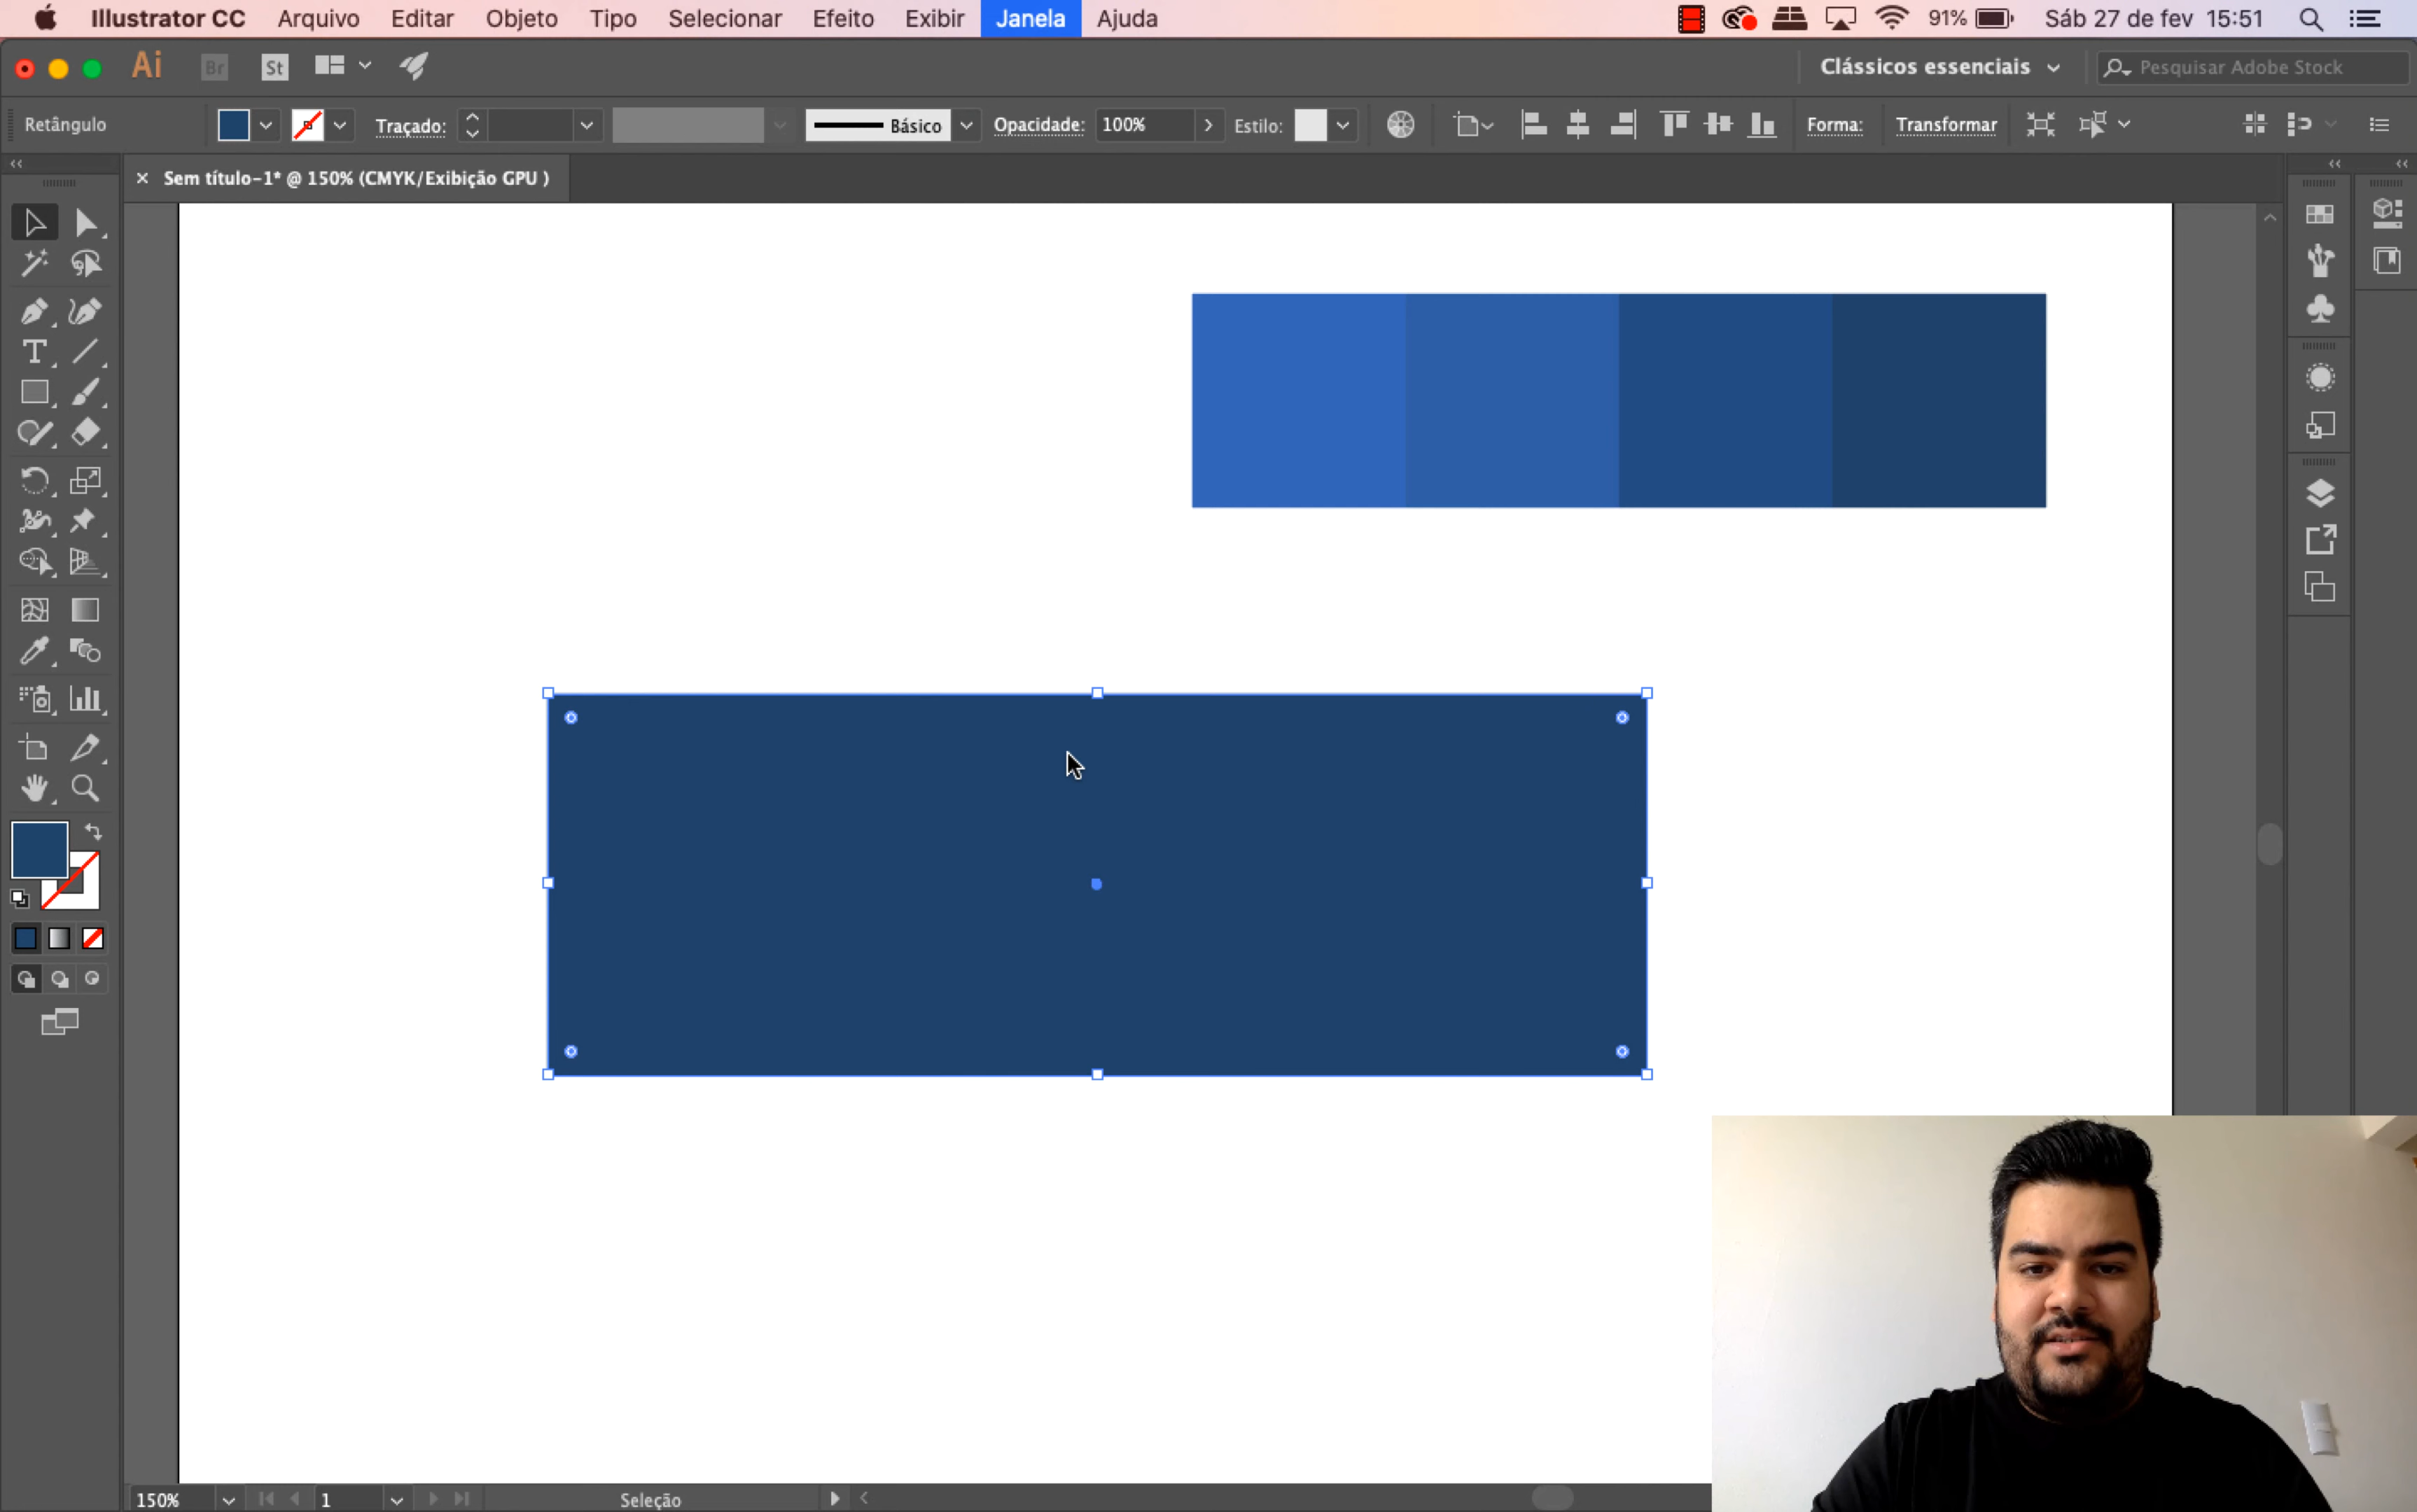 Illustrator CC Arquivo Editar Objeto Tipo Selecionar Efeito Exibir Janela Ajuda 91% Sáb 27 de fev 15:51
Ai Br St Clássicos essenciais Pesquisar Adobe Stock
Retângulo Traçado: Básico Opacidade: 100% Estilo: Forma: Transformar
× Sem título-1* @ 150% (CMYK/Exibição GPU )
T
150% 1 Seleção